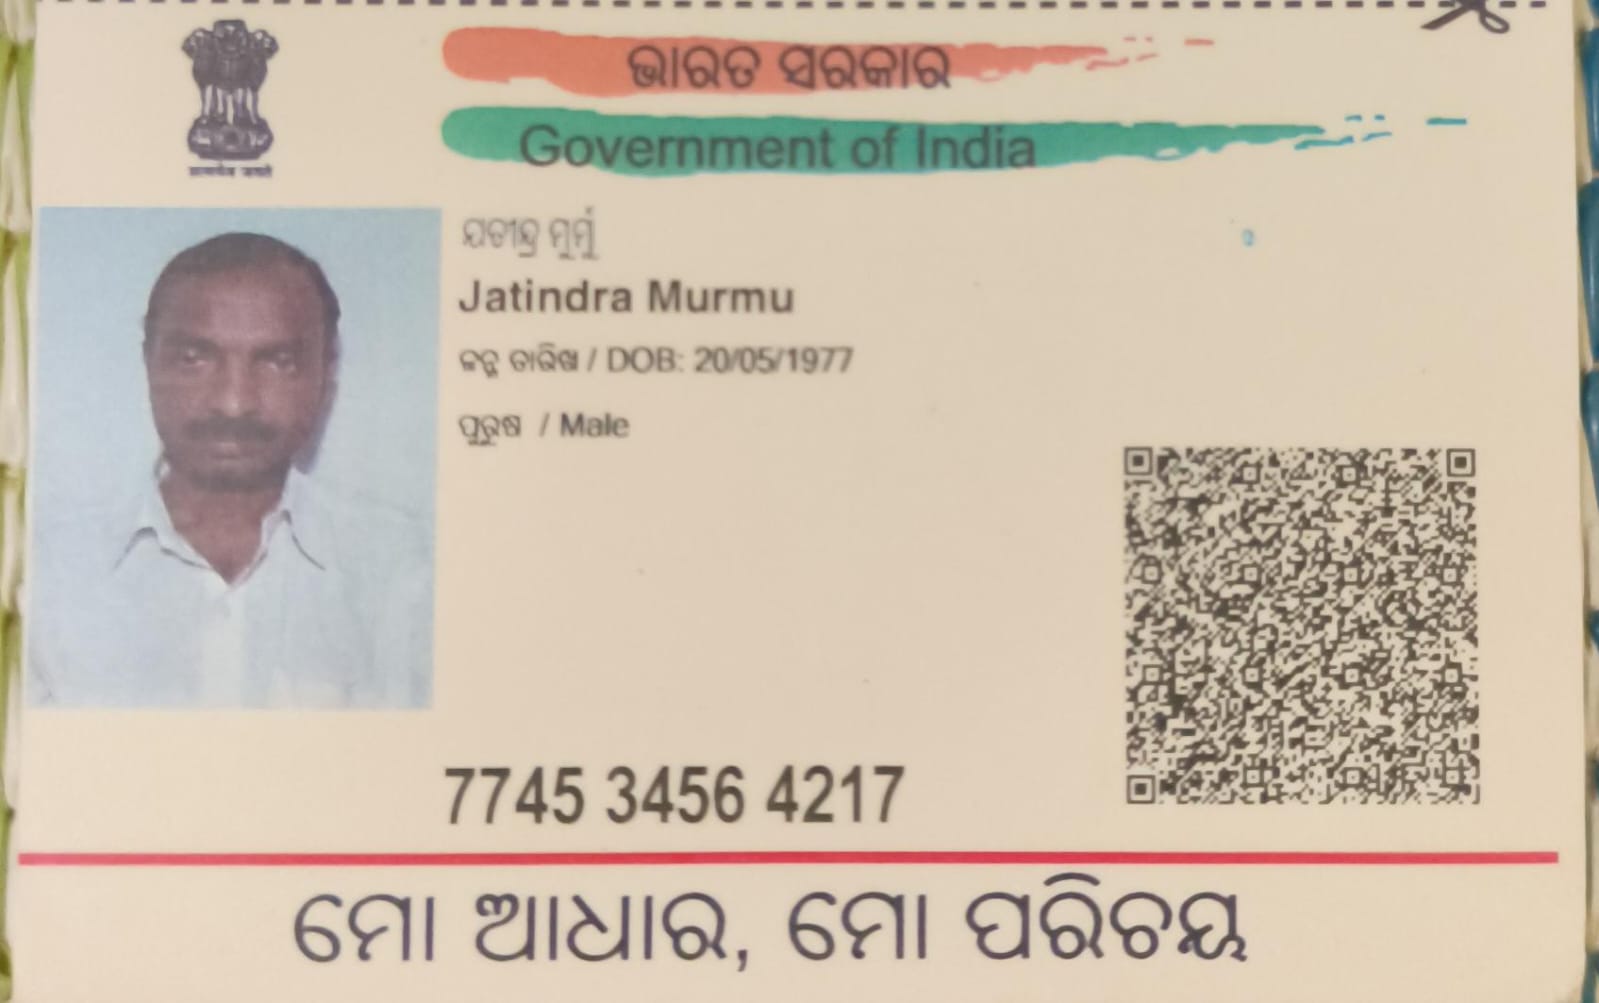 ଭାରତ ସରକାର
Government of India
ଯତୀନ୍ଦ୍ର ମୁର୍ମୁ
Jatindra Murmu
ଜନ୍ମ ତାରିଖ / DOB: 20/05/1977
ପୁରୁଷ / Male
7745 3456 4217
ମୋ ଆଧାର, ମୋ ପରିଚୟ